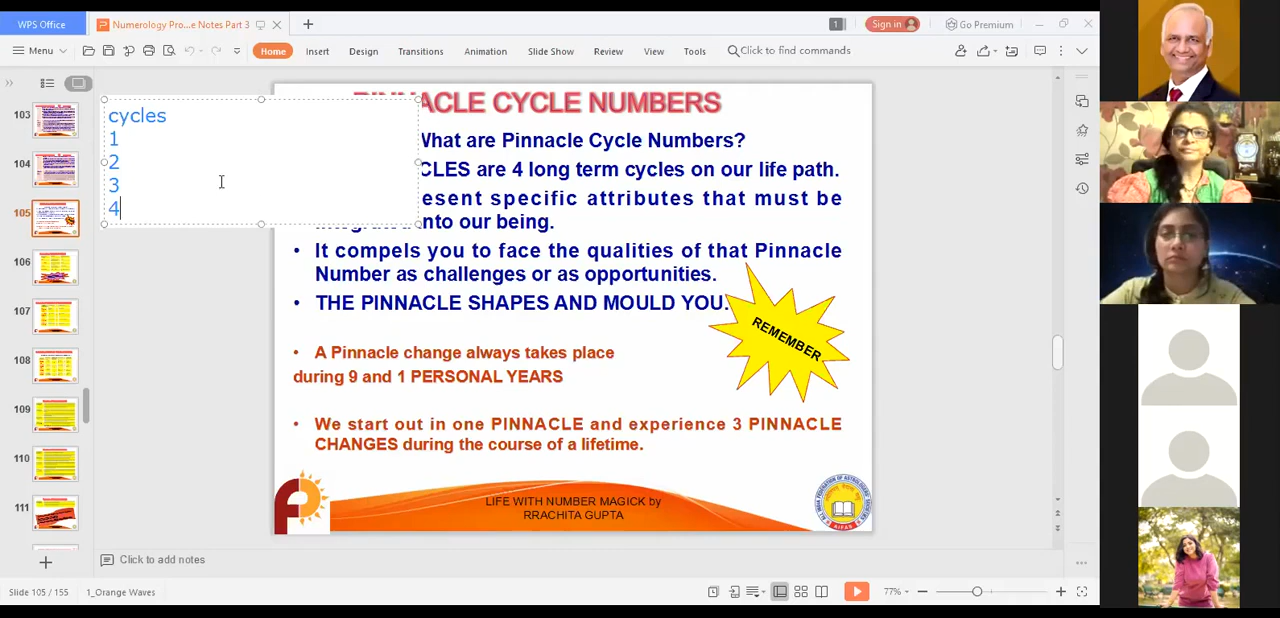 WPS Office
Numerology Pro...e Notes Part 3
1
Sign in
Go Premium
Menu
Home
Insert
Design
Transitions
Animation
Slide Show
Review
View
Tools
Click to find commands
103
104
105
106
107
108
109
110
111
cycles
1
2
3
4
PINNACLE CYCLE NUMBERS
What are Pinnacle Cycle Numbers?
CLES are 4 long term cycles on our life path.
esent specific attributes that must be
into our being.
• It compels you to face the qualities of that Pinnacle
Number as challenges or as opportunities.
• THE PINNACLE SHAPES AND MOULD YOU.
REMEMBER
• A Pinnacle change always takes place
during 9 and 1 PERSONAL YEARS
• We start out in one PINNACLE and experience 3 PINNACLE
CHANGES during the course of a lifetime.
LIFE WITH NUMBER MAGICK by
RRACHITA GUPTA
AIFAS
Click to add notes
Slide 105 / 155
1_Orange Waves
77%